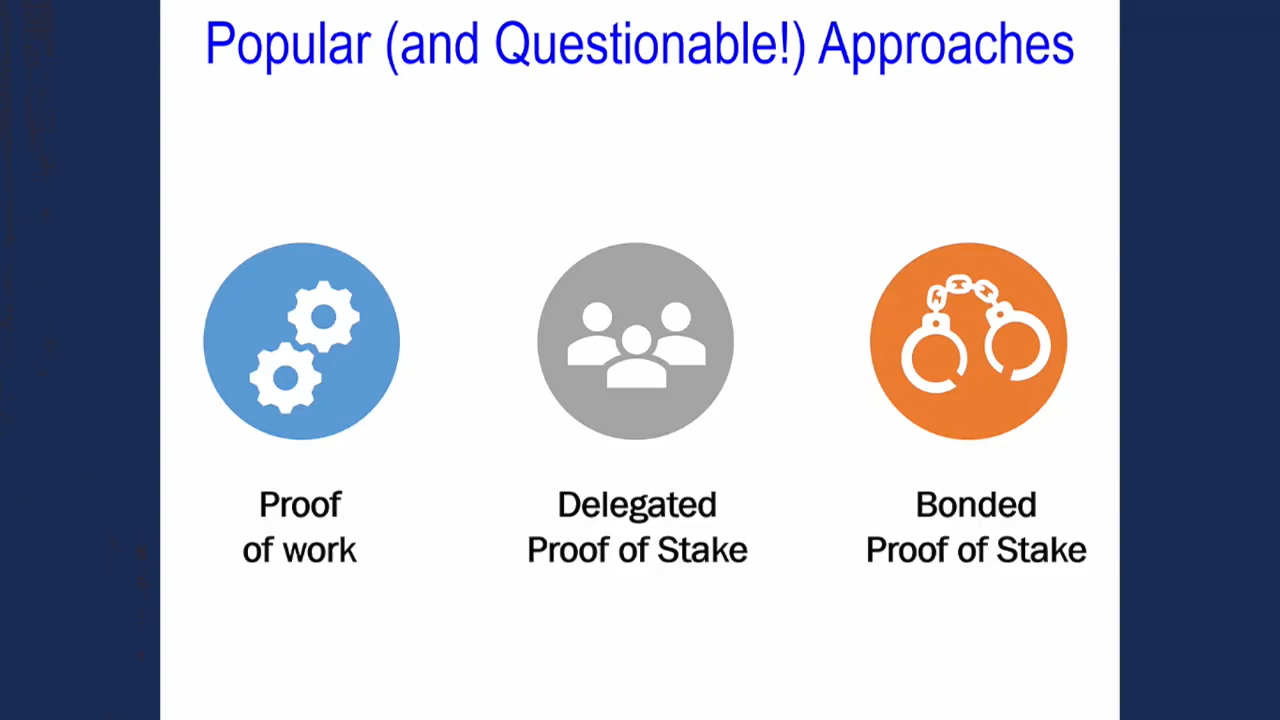 Popular (and Questionable!) Approaches
Proof
of work
Delegated
Proof of Stake
Bonded
Proof of Stake